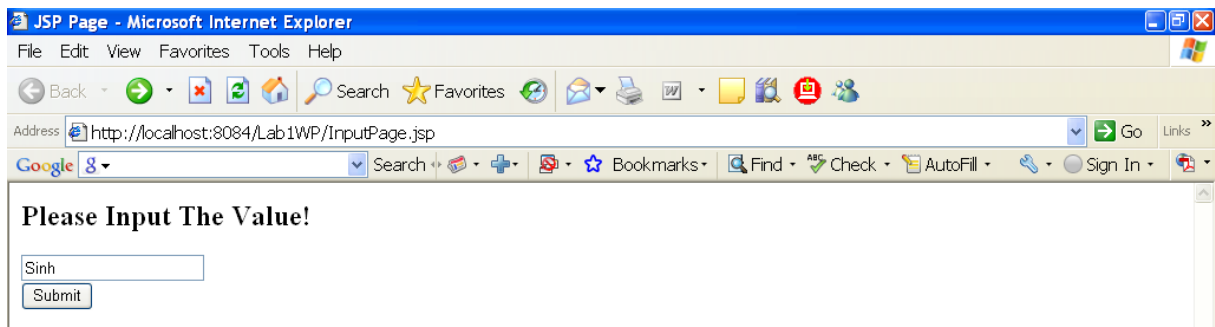 JSP Page - Microsoft Internet Explorer
File Edit View Favorites Tools Help
Back Search Favorites W
Address http://localhost:8084/Lab1WP/InputPage.jsp Go Links »
Google g Search Bookmarks Find ABC Check AutoFill Sign In
Please Input The Value!
Sinh
Submit